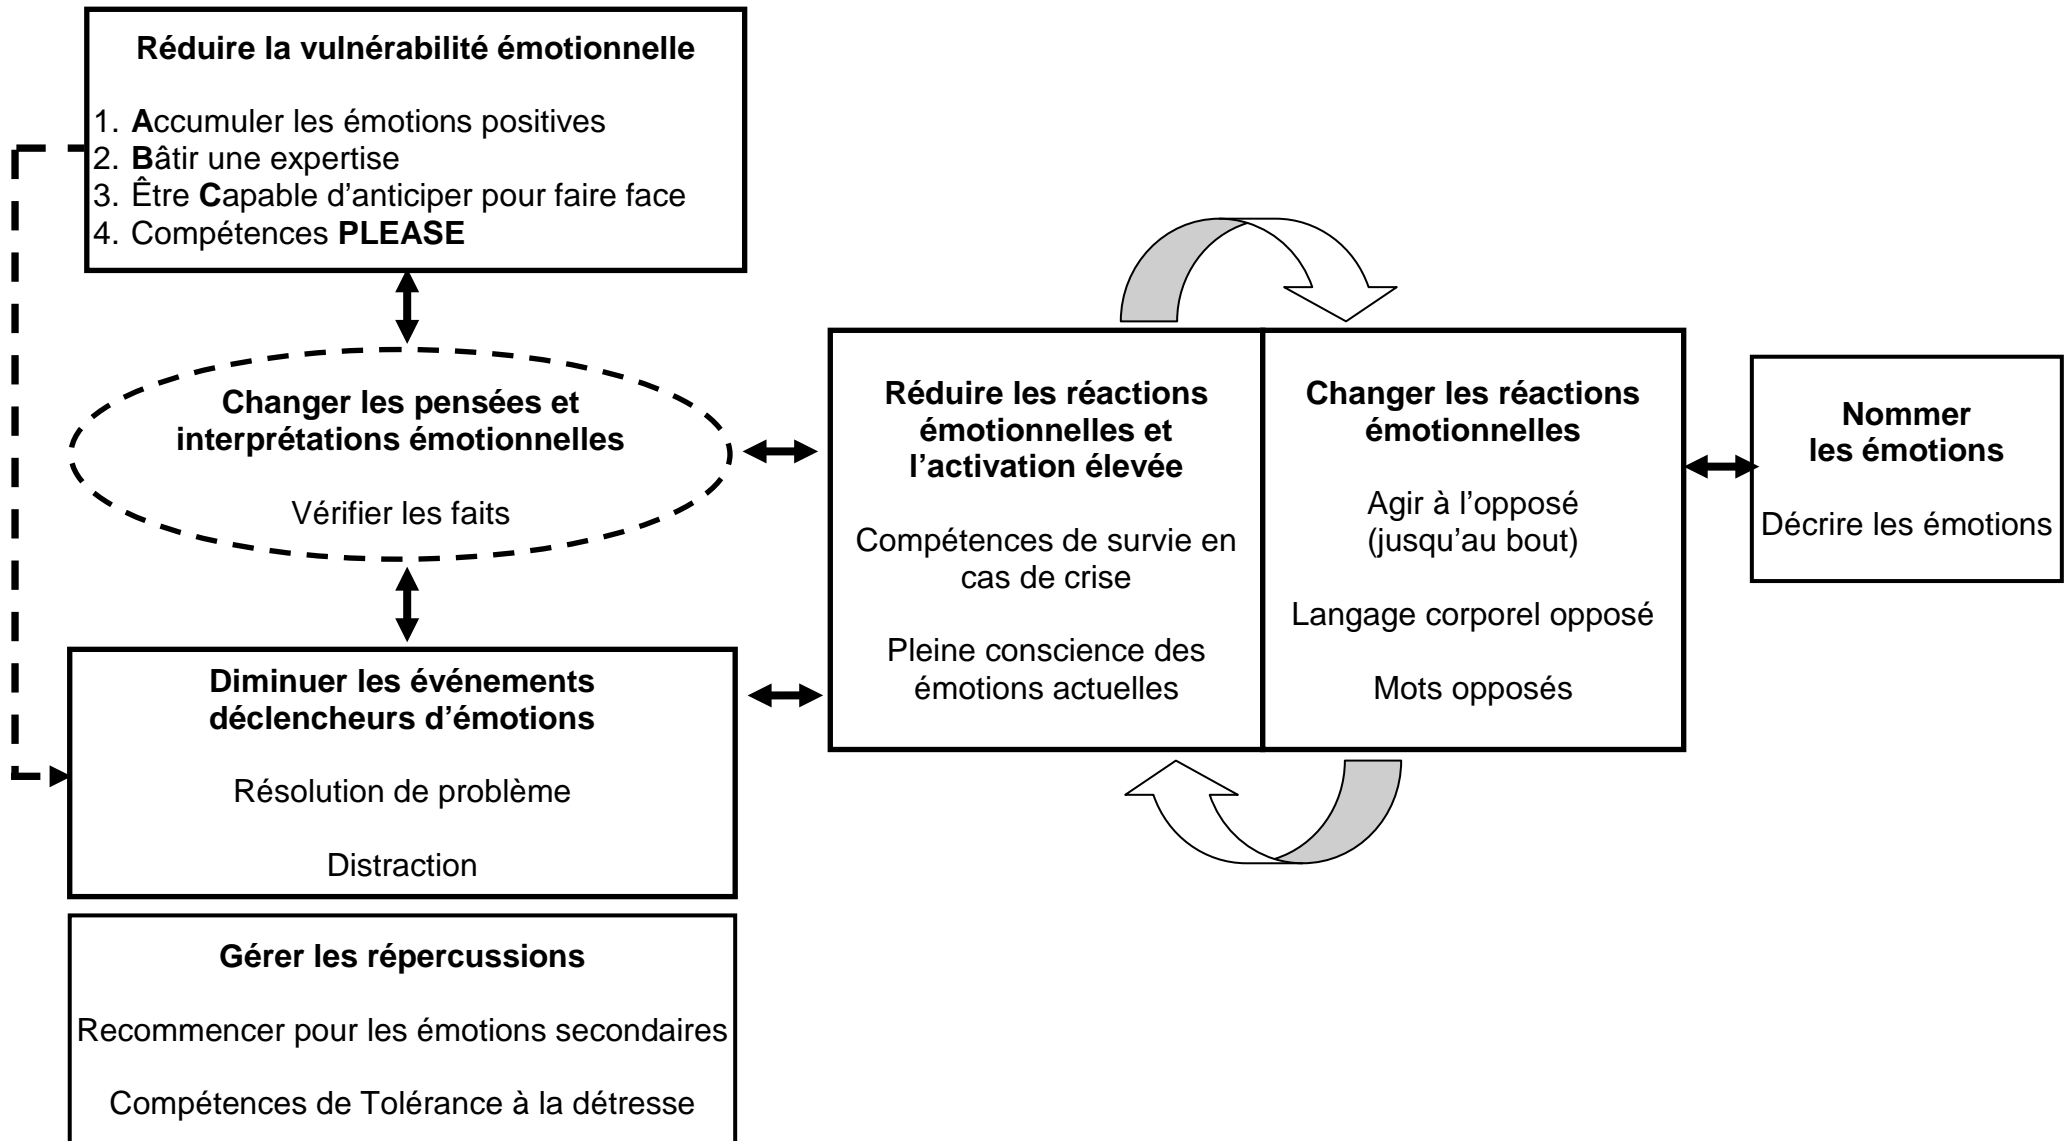 Réduire la vulnérabilité émotionnelle
1. Accumuler les émotions positives
2. Bâtir une expertise
3. Être Capable d'anticiper pour faire face
4. Compétences PLEASE
Changer les pensées et
interprétations émotionnelles
Vérifier les faits
Diminuer les événements
déclencheurs d'émotions
Résolution de problème
Distraction
Gérer les répercussions
Recommencer pour les émotions secondaires
Compétences de Tolérance à la détresse
Réduire les réactions
émotionnelles et
l'activation élevée
Compétences de survie en
cas de crise
Pleine conscience des
émotions actuelles
Changer les réactions
émotionnelles
Agir à l'opposé
(jusqu'au bout)
Langage corporel opposé
Mots opposés
Nommer
les émotions
Décrire les émotions